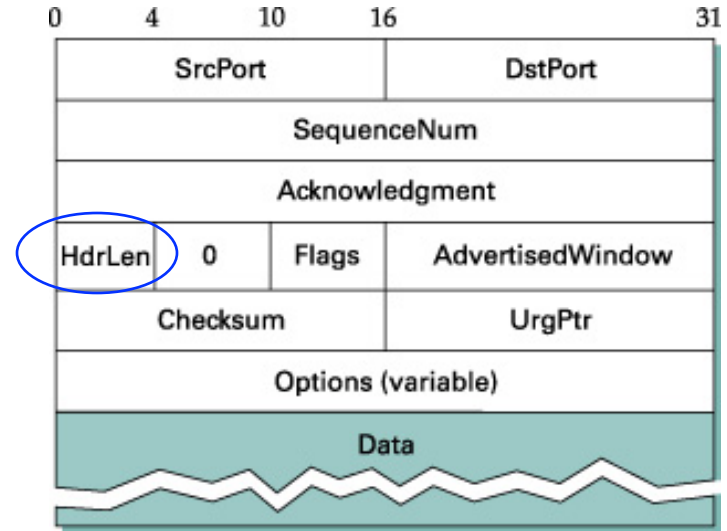 0 4 10 16 31
SrcPort DstPort
SequenceNum
Acknowledgment
HdrLen 0 Flags AdvertisedWindow
Checksum UrgPtr
Options (variable)
Data